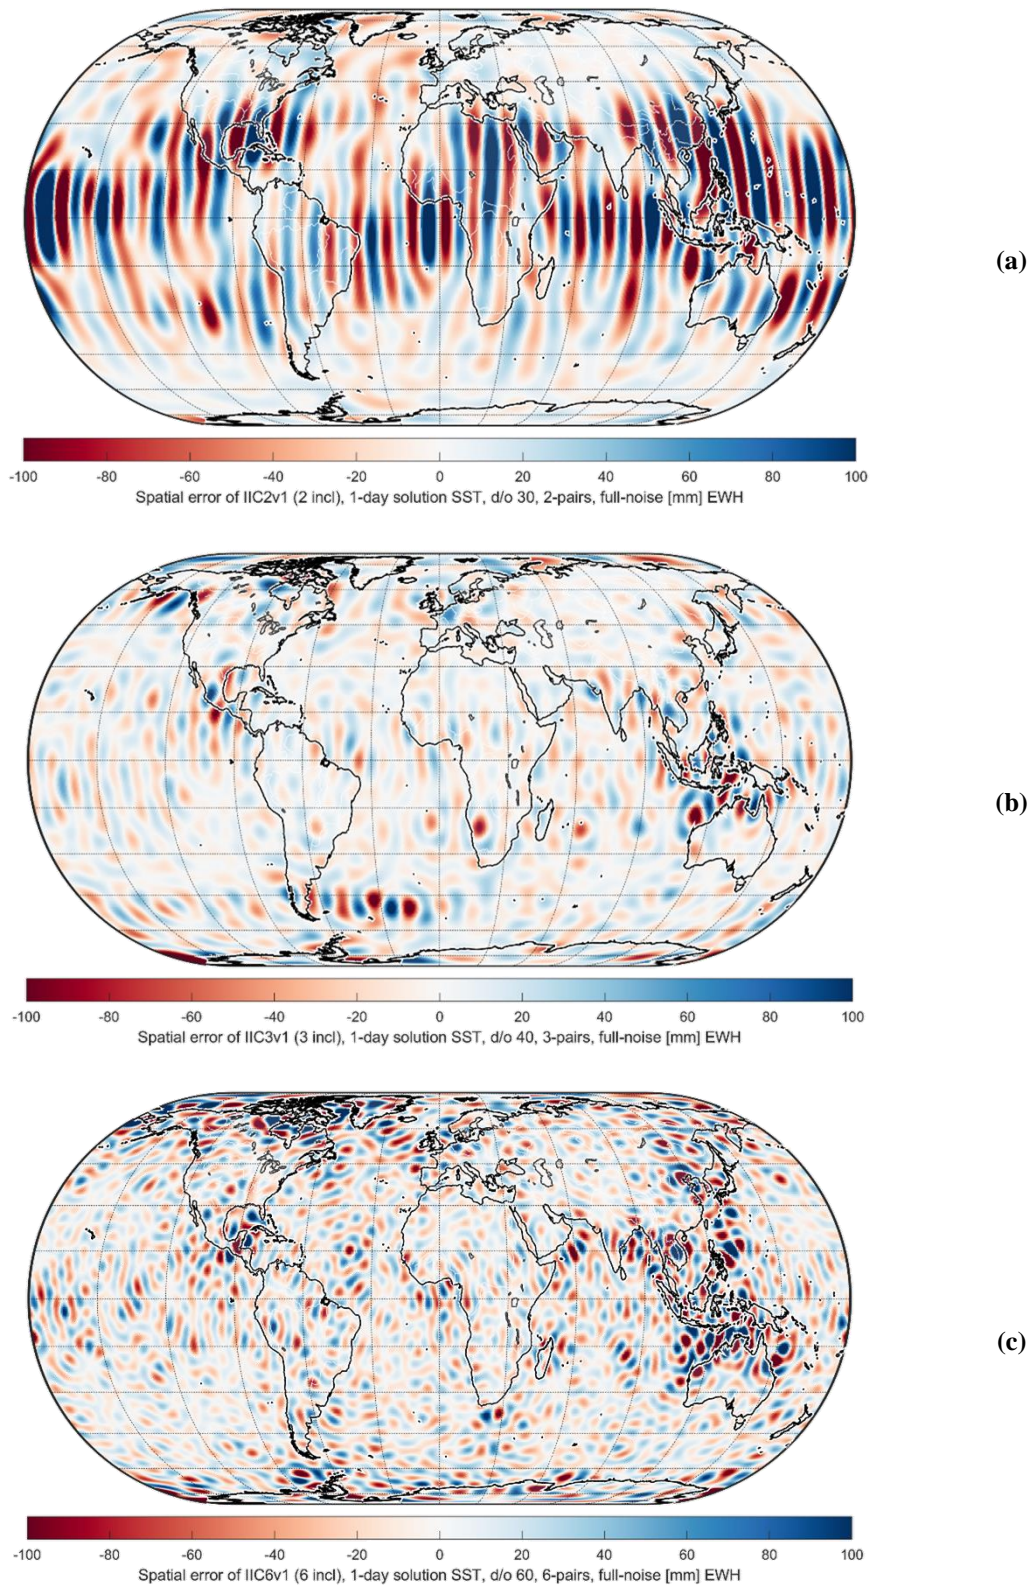 (a)
-100 -80 -60 -40 -20 0 20 40 60 80 100
Spatial error of IIC2v1 (2 incl), 1-day solution SST, d/o 30, 2-pairs, full-noise [mm] EWH
(b)
-100 -80 -60 -40 -20 0 20 40 60 80 100
Spatial error of IIC3v1 (3 incl), 1-day solution SST, d/o 40, 3-pairs, full-noise [mm] EWH
(c)
-100 -80 -60 -40 -20 0 20 40 60 80 100
Spatial error of IIC6v1 (6 incl), 1-day solution SST, d/o 60, 6-pairs, full-noise [mm] EWH